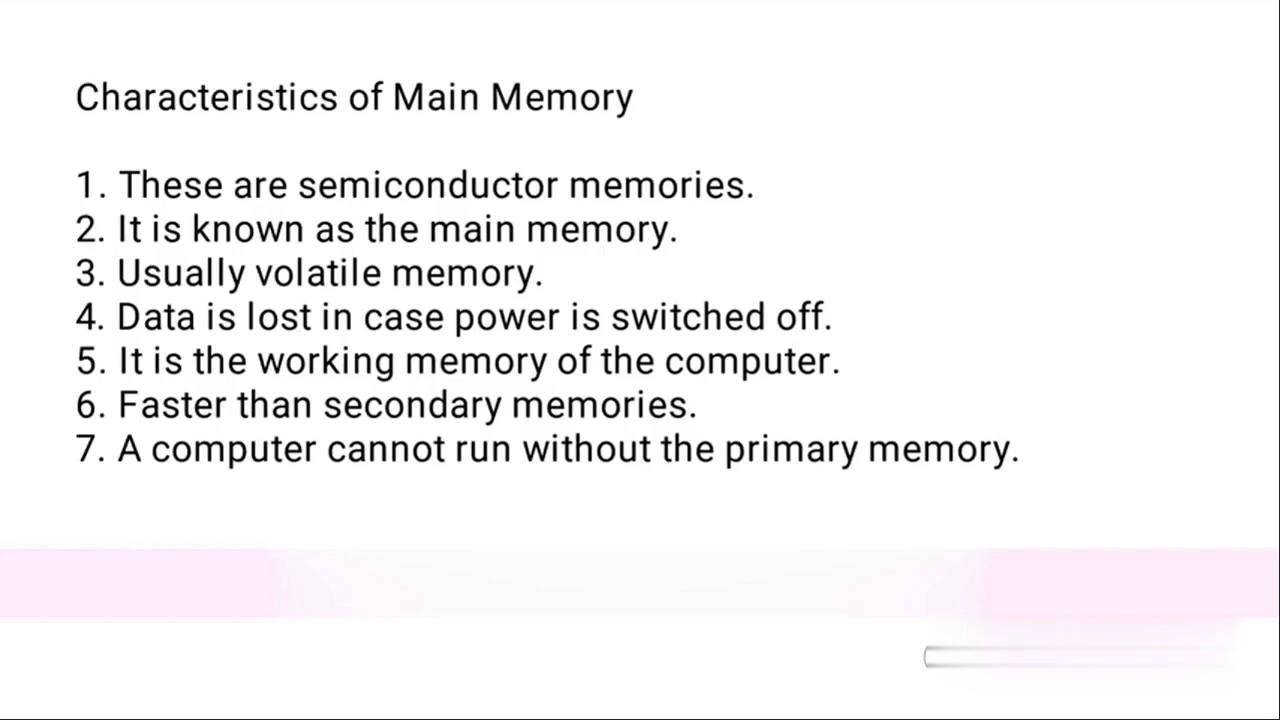 Characteristics of Main Memory
1. These are semiconductor memories.
2. It is known as the main memory.
3. Usually volatile memory.
4. Data is lost in case power is switched off.
5. It is the working memory of the computer.
6. Faster than secondary memories.
7. A computer cannot run without the primary memory.